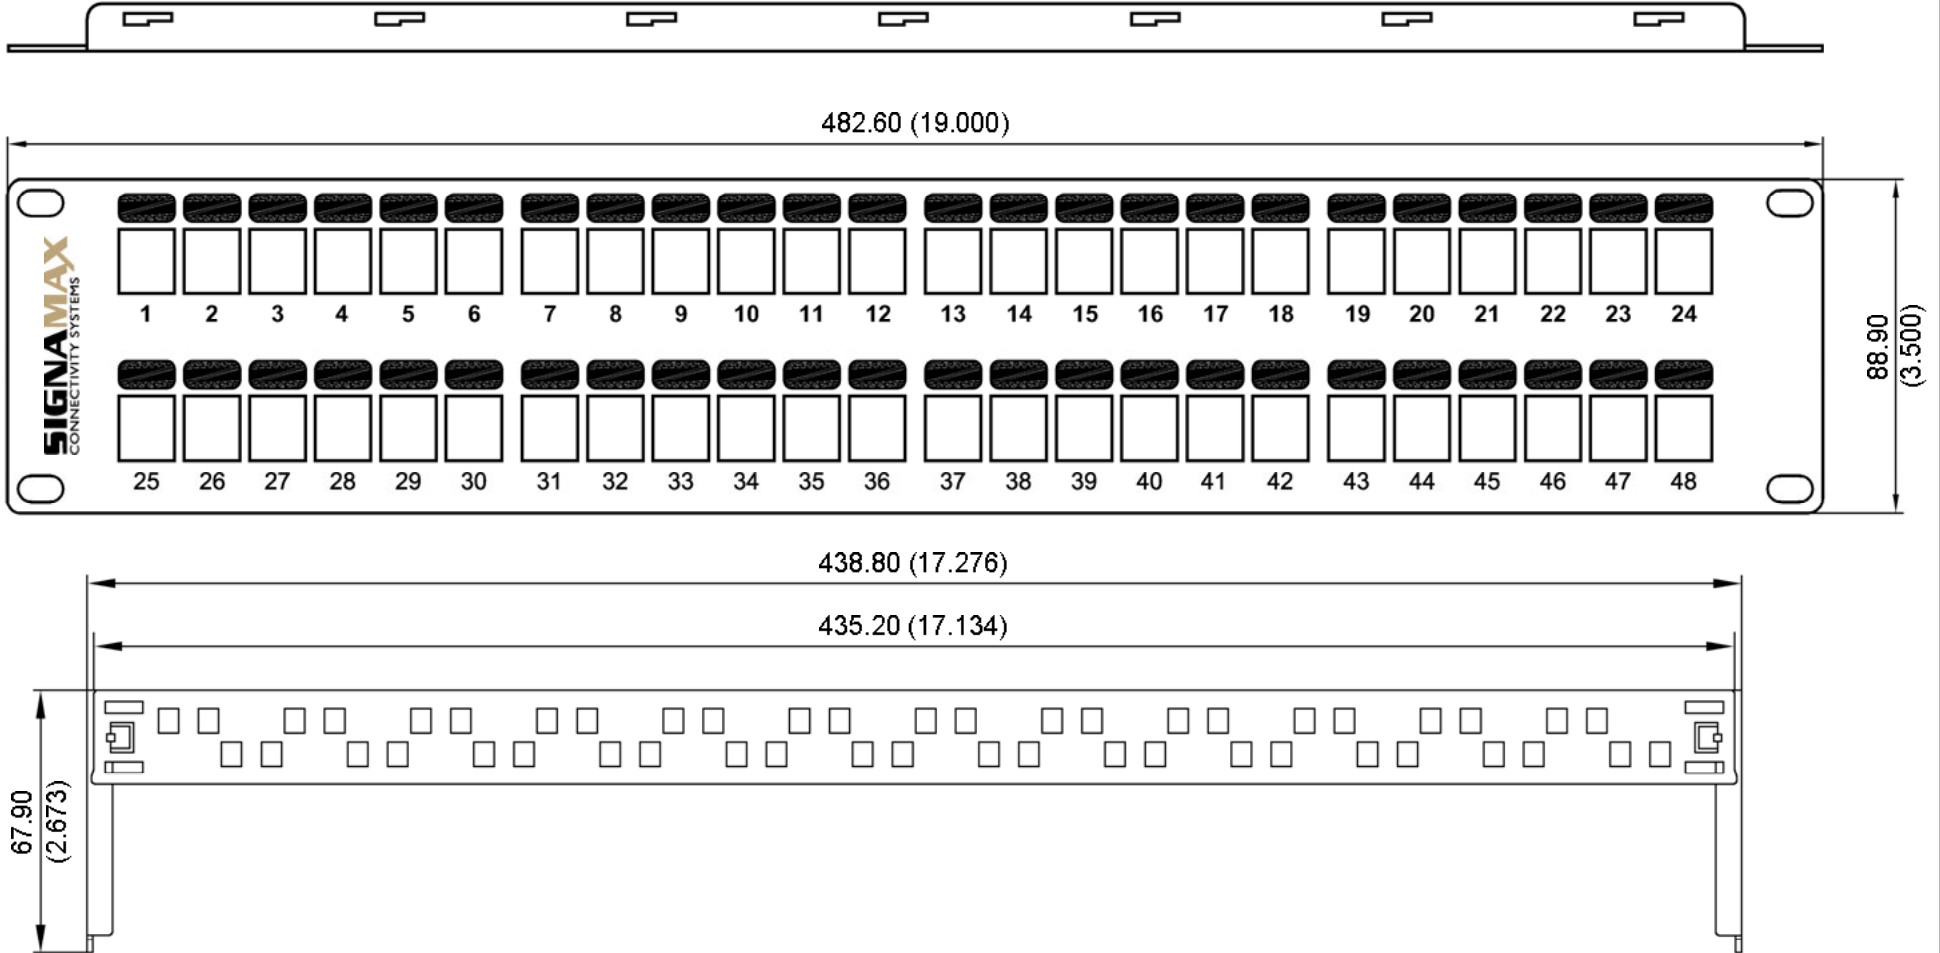 482.60 (19.000)
SIGNAMAX
CONNECTIVITY SYSTEMS
1 2 3 4 5 6 7 8 9 10 11 12 13 14 15 16 17 18 19 20 21 22 23 24
25 26 27 28 29 30 31 32 33 34 35 36 37 38 39 40 41 42 43 44 45 46 47 48
88.90
(3.500)
438.80 (17.276)
435.20 (17.134)
67.90
(2.673)